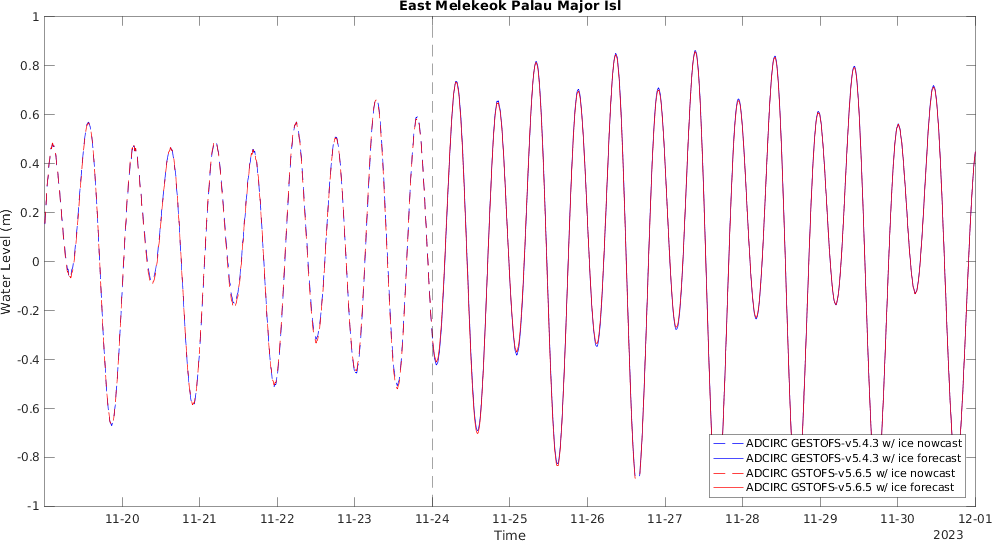 East Melekeok Palau Major Isl
Water Level (m)
1
0.8
0.6
0.4
0.2
0
-0.2
-0.4
-0.6
-0.8
-1
ADCIRC GESTOFS-v5.4.3 w/ ice nowcast
ADCIRC GESTOFS-v5.4.3 w/ ice forecast
ADCIRC GSTOFS-v5.6.5 w/ ice nowcast
ADCIRC GSTOFS-v5.6.5 w/ ice forecast
11-20 11-21 11-22 11-23 11-24 11-25 11-26 11-27 11-28 11-29 11-30 12-01
Time
2023